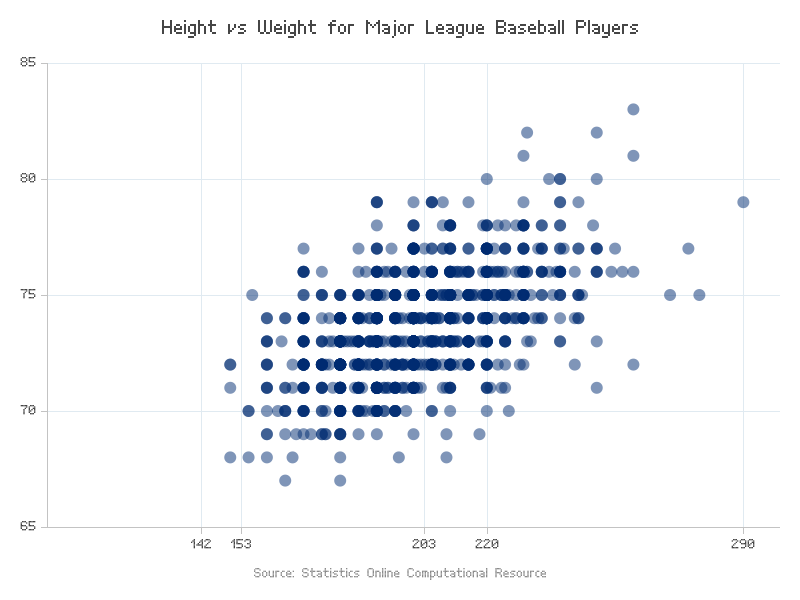 Height vs Weight for Major League Baseball Players
85
80
75
70
65
142 153 203 220 290
Source: Statistics Online Computational Resource